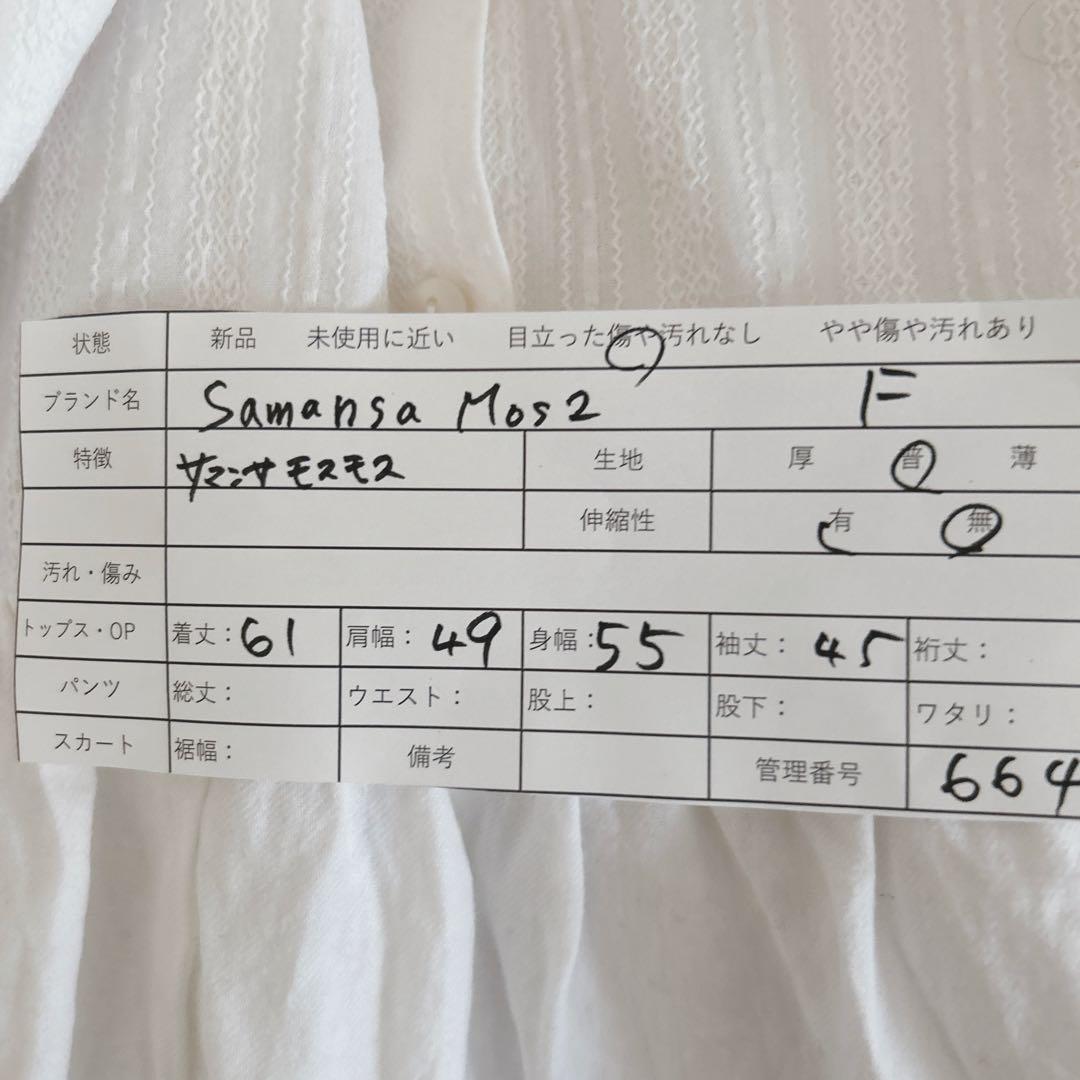 状態 新品 未使用に近い 目立った傷や汚れなし やや傷や汚れあり
ブランド名 Samansa Mos2 F
特徴 サマンサモスモス 生地 厚 普 薄
伸縮性 有 無
汚れ・傷み
トップス・OP 着丈:61 肩幅:49 身幅:55 袖丈:45 裄丈:
パンツ 総丈: ウエスト: 股上: 股下: ワタリ:
スカート 裾幅: 備考 管理番号 664